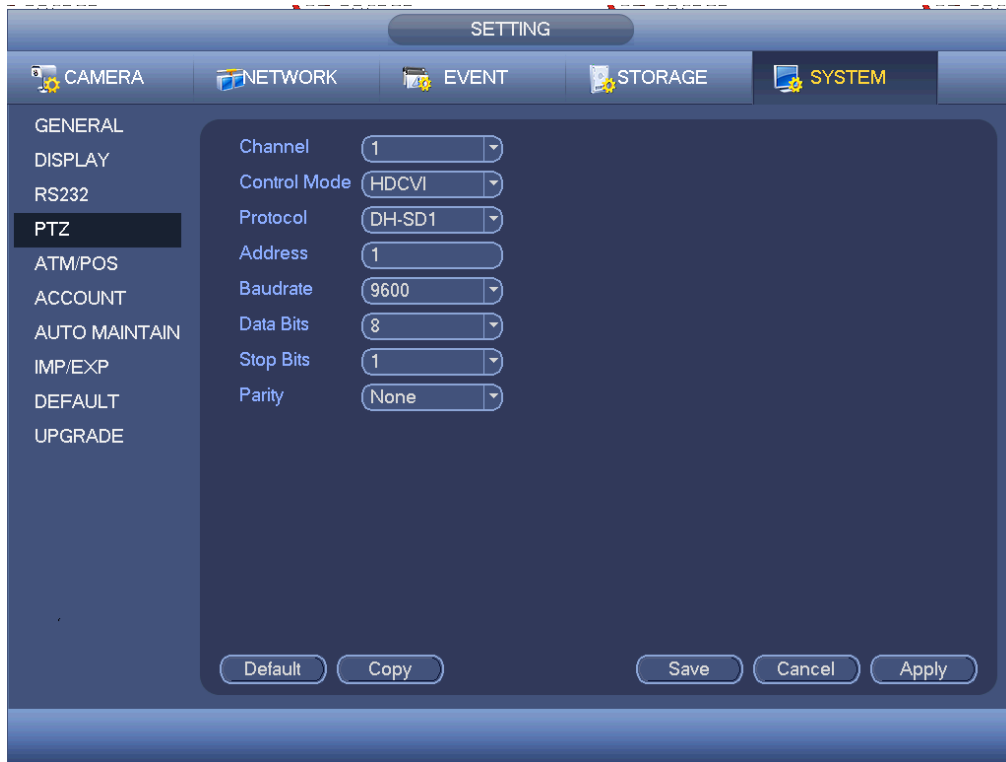 SETTING
CAMERA NETWORK EVENT STORAGE SYSTEM
GENERAL
DISPLAY
RS232
PTZ
ATM/POS
ACCOUNT
AUTO MAINTAIN
IMP/EXP
DEFAULT
UPGRADE
Channel 1
Control Mode HDCVI
Protocol DH-SD1
Address 1
Baudrate 9600
Data Bits 8
Stop Bits 1
Parity None
Default Copy Save Cancel Apply